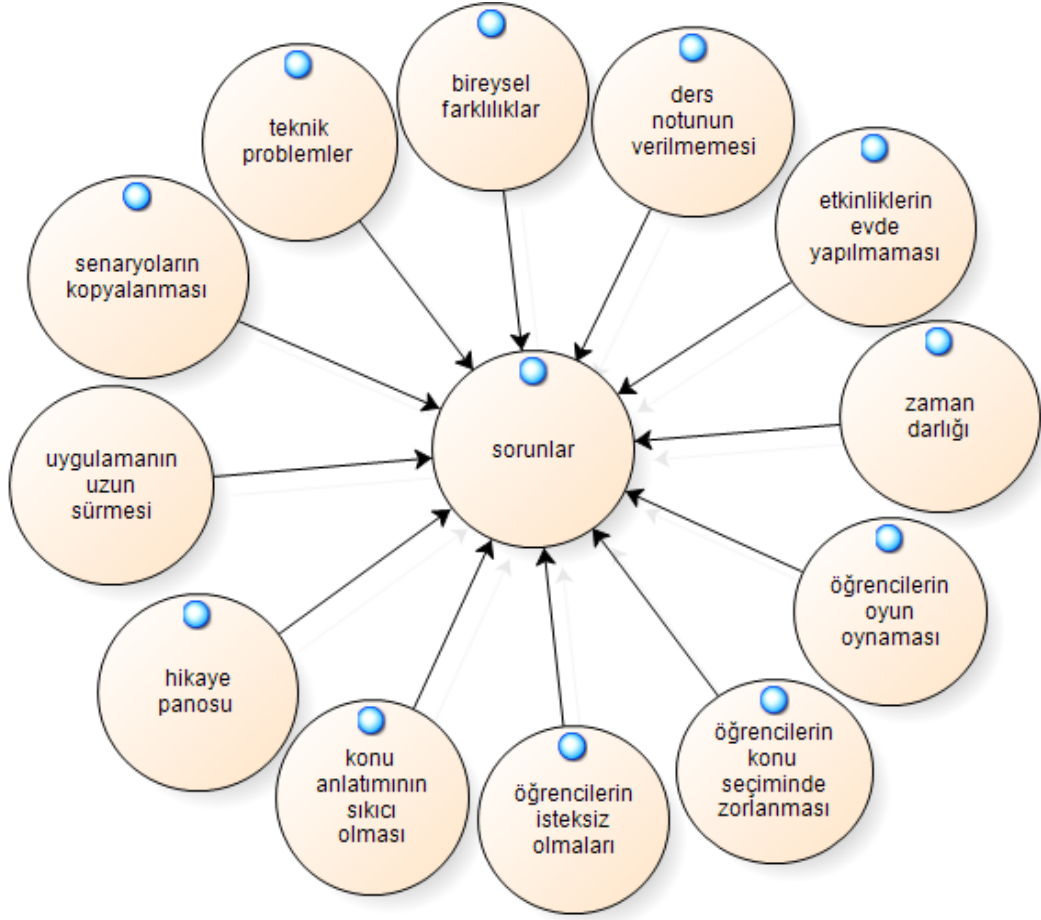 bireysel
farklılıklar
ders
notunun
verilmemesi
etkinliklerin
evde
yapılmaması
zaman
darlığı
öğrencilerin
oyun
oynaması
öğrencilerin
konu
seçiminde
zorlanması
öğrencilerin
isteksiz
olmaları
konu
anlatımının
sıkıcı
olması
hikaye
panosu
uygulamanın
uzun
sürmesi
senaryoların
kopyalanması
teknik
problemler
sorunlar